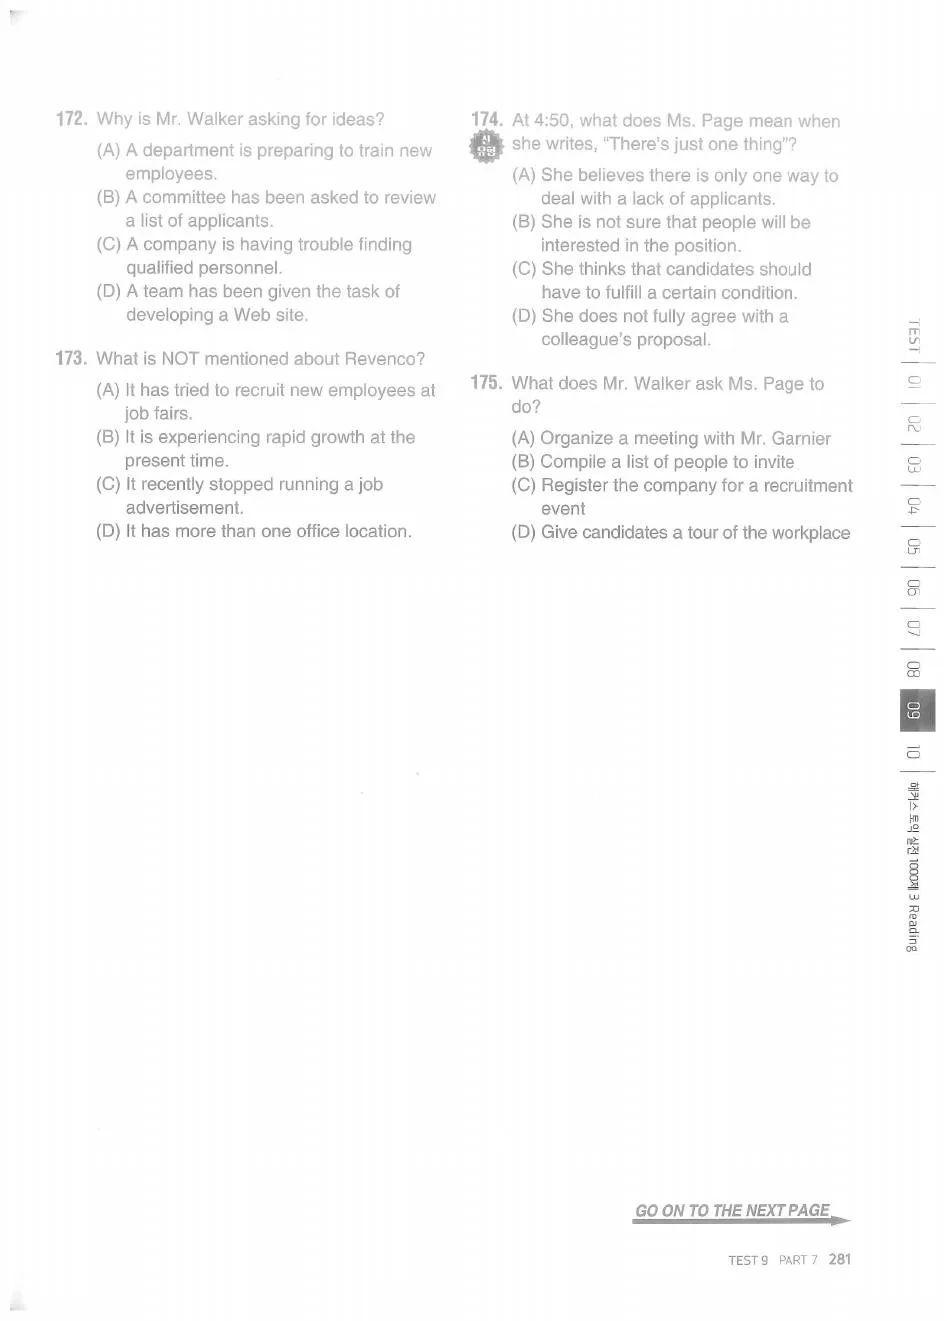 172. Why is Mr. Walker asking for ideas?
(A) A department is preparing to train new
employees.
(B) A committee has been asked to review
a list of applicants.
(C) A company is having trouble finding
qualified personnel.
(D) A team has been given the task of
developing a Web site.
173. What is NOT mentioned about Revenco?
(A) It has tried to recruit new employees at
job fairs.
(B) It is experiencing rapid growth at the
present time.
(C) It recently stopped running a job
advertisement.
(D) It has more than one office location.
174. At 4:50, what does Ms. Page mean when
신
유형
she writes, “There’s just one thing”?
(A) She believes there is only one way to
deal with a lack of applicants.
(B) She is not sure that people will be
interested in the position.
(C) She thinks that candidates should
have to fulfill a certain condition.
(D) She does not fully agree with a
colleague’s proposal.
175. What does Mr. Walker ask Ms. Page to
do?
(A) Organize a meeting with Mr. Garnier
(B) Compile a list of people to invite
(C) Register the company for a recruitment
event
(D) Give candidates a tour of the workplace
TEST
01
02
03
04
05
06
07
08
09
10
해커스 토익 실전 1000제 3 Reading
GO ON TO THE NEXT PAGE
TEST 9 PART 7 281